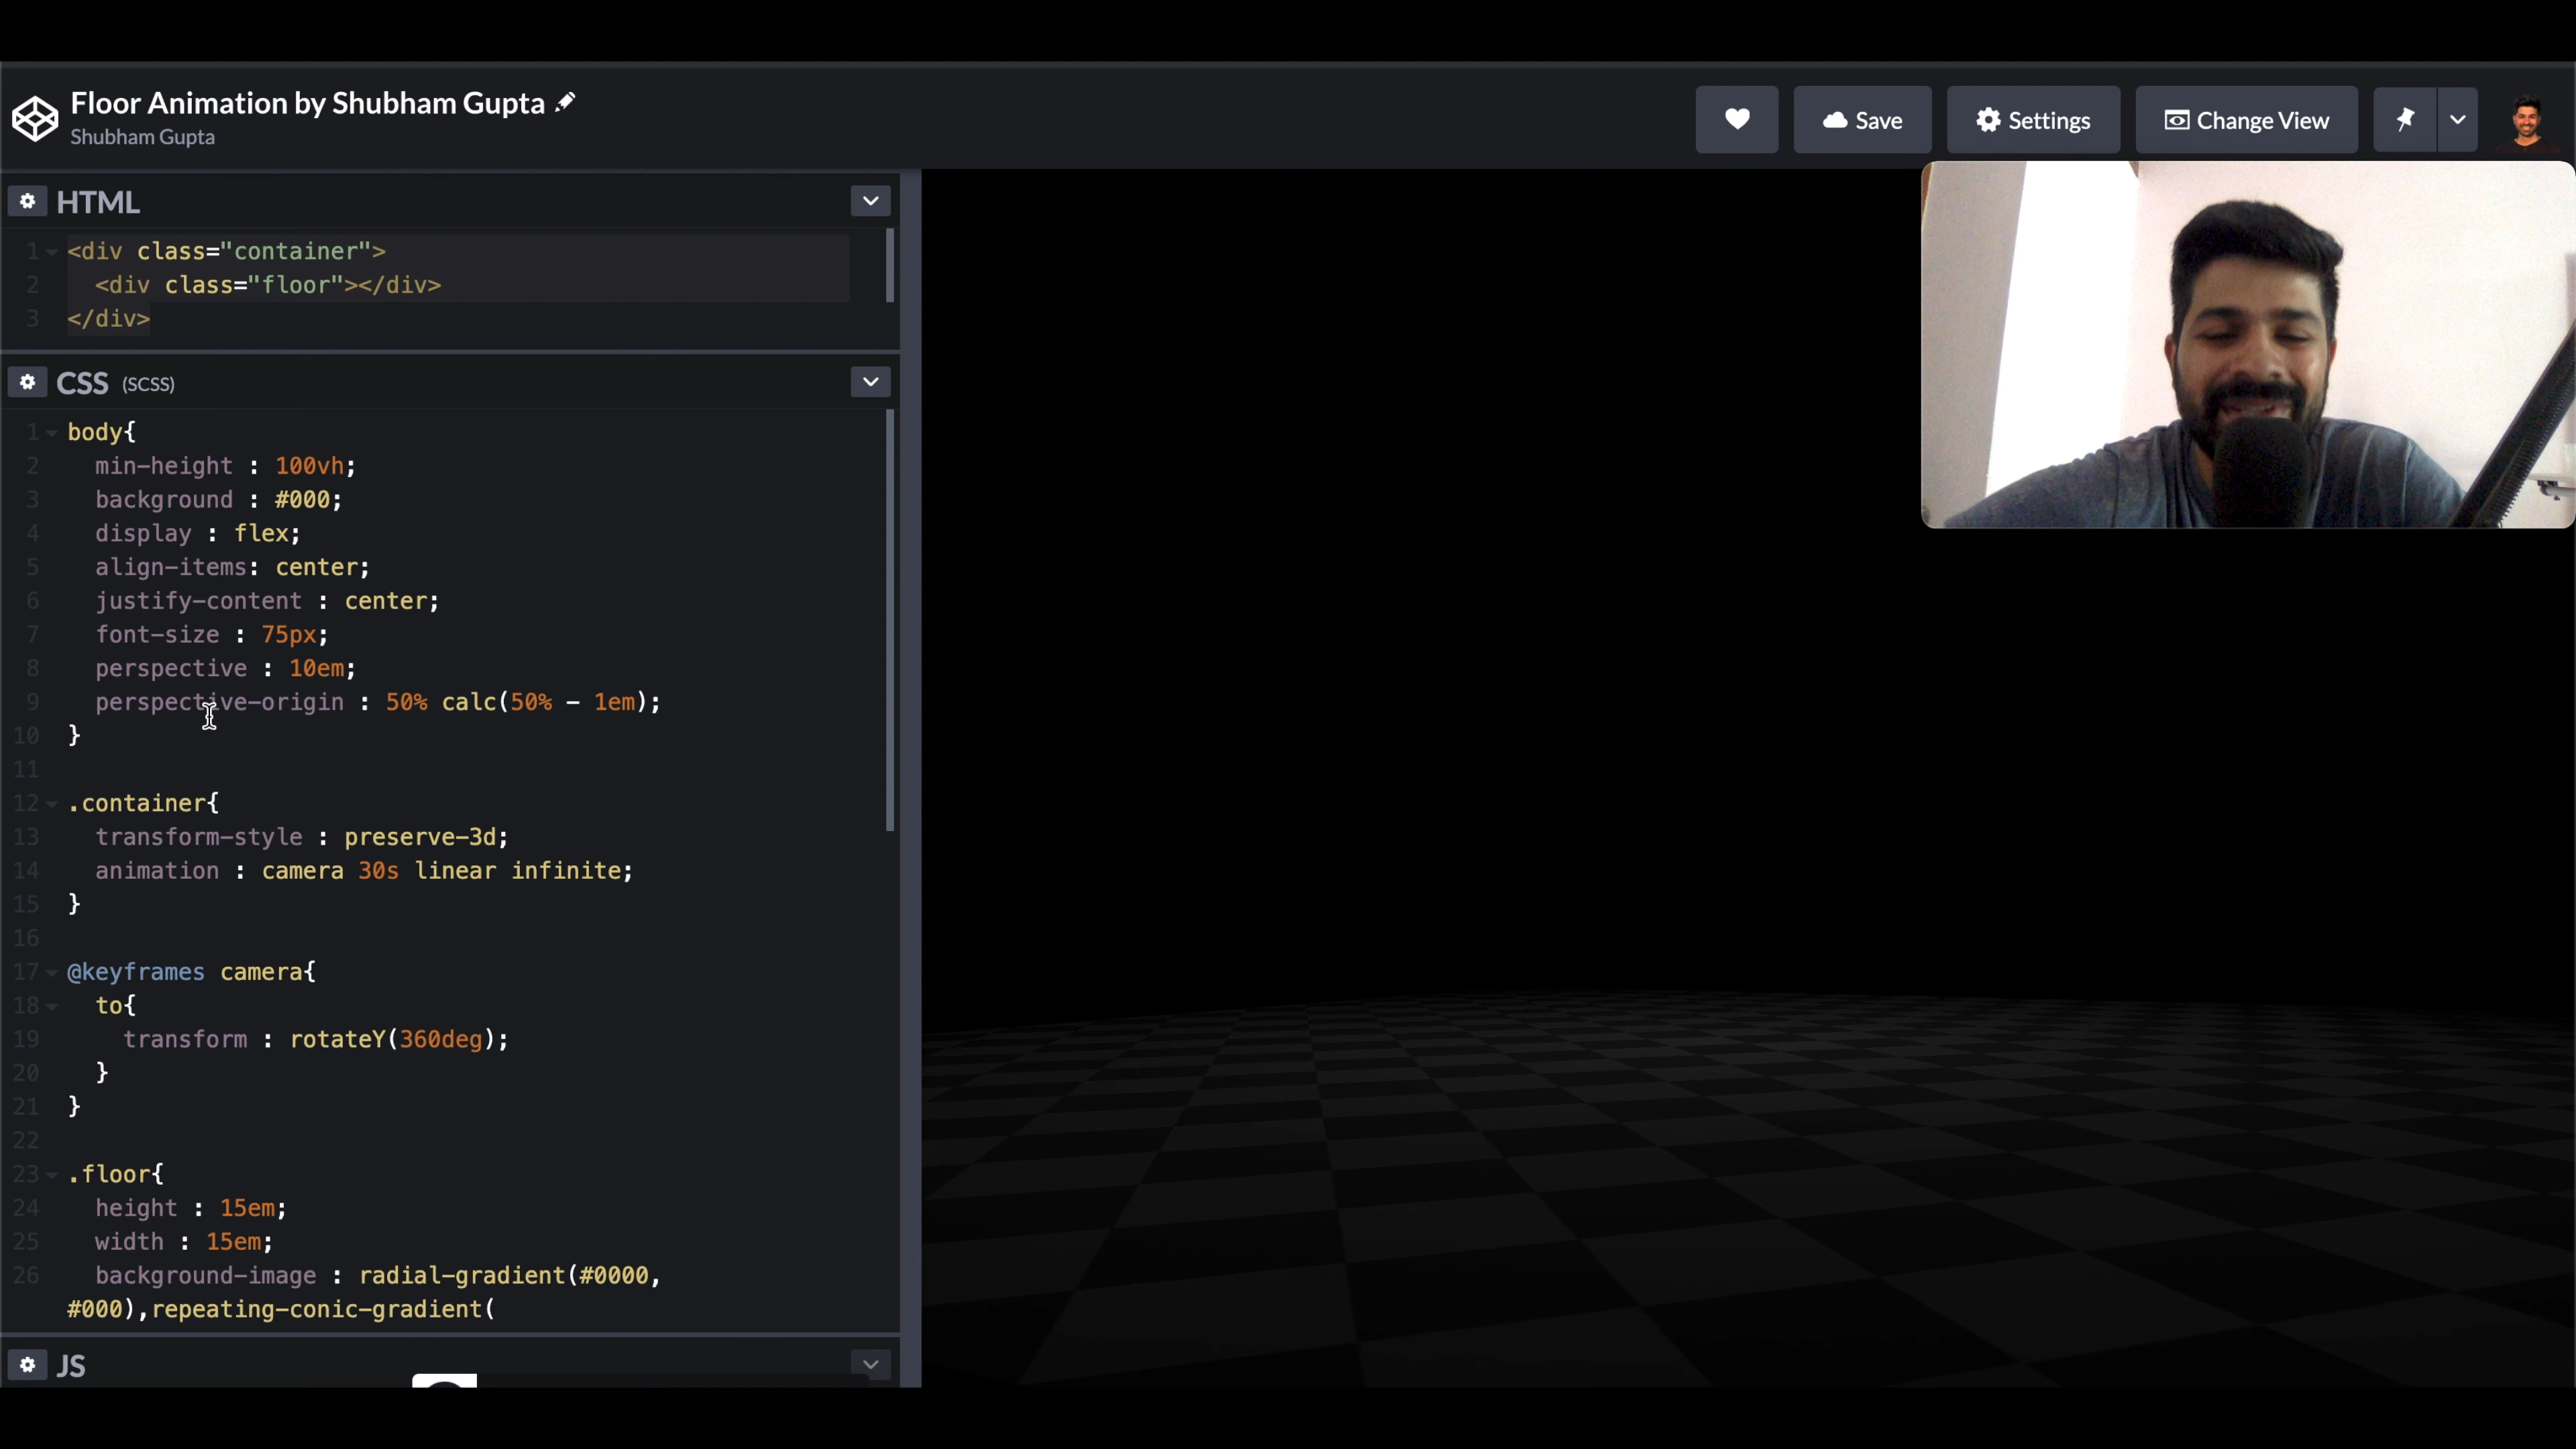 Floor Animation by Shubham Gupta
Shubham Gupta
Save
Settings
Change View
HTML
1 <div class="container">
2 <div class="floor"></div>
3 </div>
CSS (SCSS)
1 body{
2 min-height : 100vh;
3 background : #000;
4 display : flex;
5 align-items: center;
6 justify-content : center;
7 font-size : 75px;
8 perspective : 10em;
9 perspective-origin : 50% calc(50% - 1em);
10 }
11
12 .container{
13 transform-style : preserve-3d;
14 animation : camera 30s linear infinite;
15 }
16
17 @keyframes camera{
18 to{
19 transform : rotateY(360deg);
20 }
21 }
22
23 .floor{
24 height : 15em;
25 width : 15em;
26 background-image : radial-gradient(#0000,
#000),repeating-conic-gradient(
JS